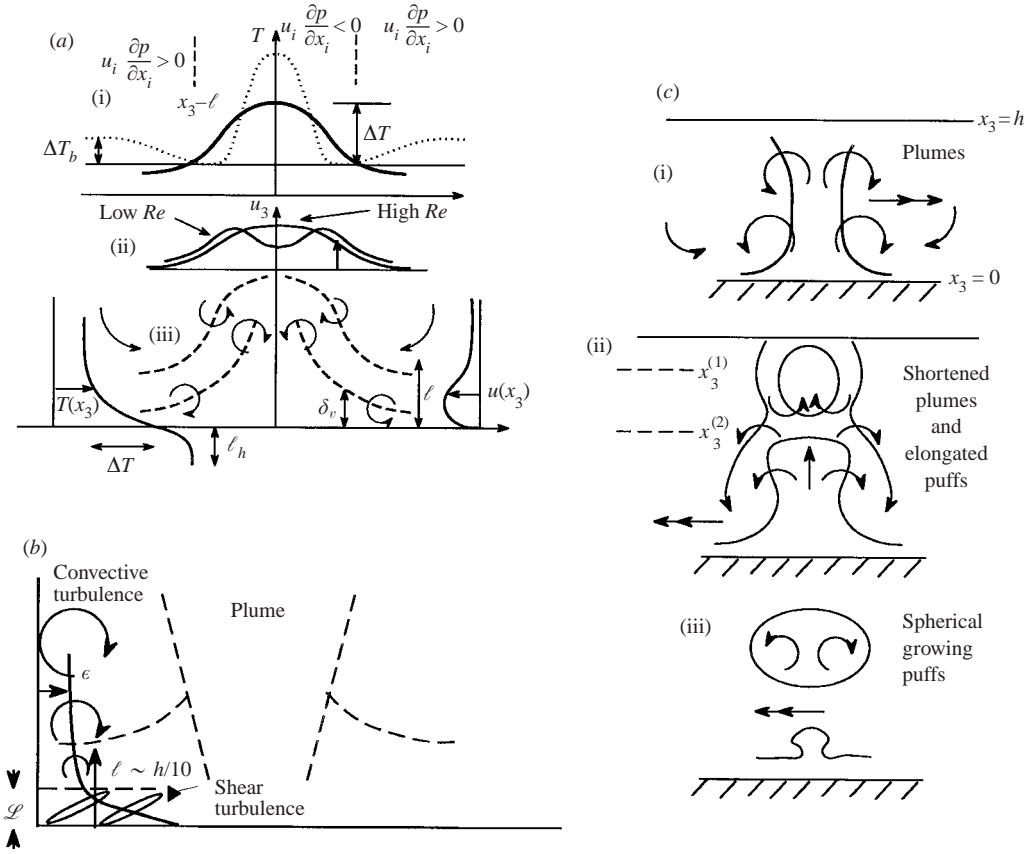 (a)
T
u_i ∂p/∂x_i < 0
u_i ∂p/∂x_i > 0
u_i ∂p/∂x_i > 0
(i)
x_3–ℓ
ΔT
ΔT_b
Low Re
u_3
High Re
(ii)
(iii)
T(x_3)
δ_v
ℓ
u(x_3)
ΔT
ℓ_h
(b)
Convective
turbulence
Plume
ϵ
ℓ ~ h/10
Shear
turbulence
ℒ
(c)
x_3 = h
Plumes
(i)
x_3 = 0
(ii)
x_3^(1)
x_3^(2)
Shortened
plumes
and
elongated
puffs
(iii)
Spherical
growing
puffs